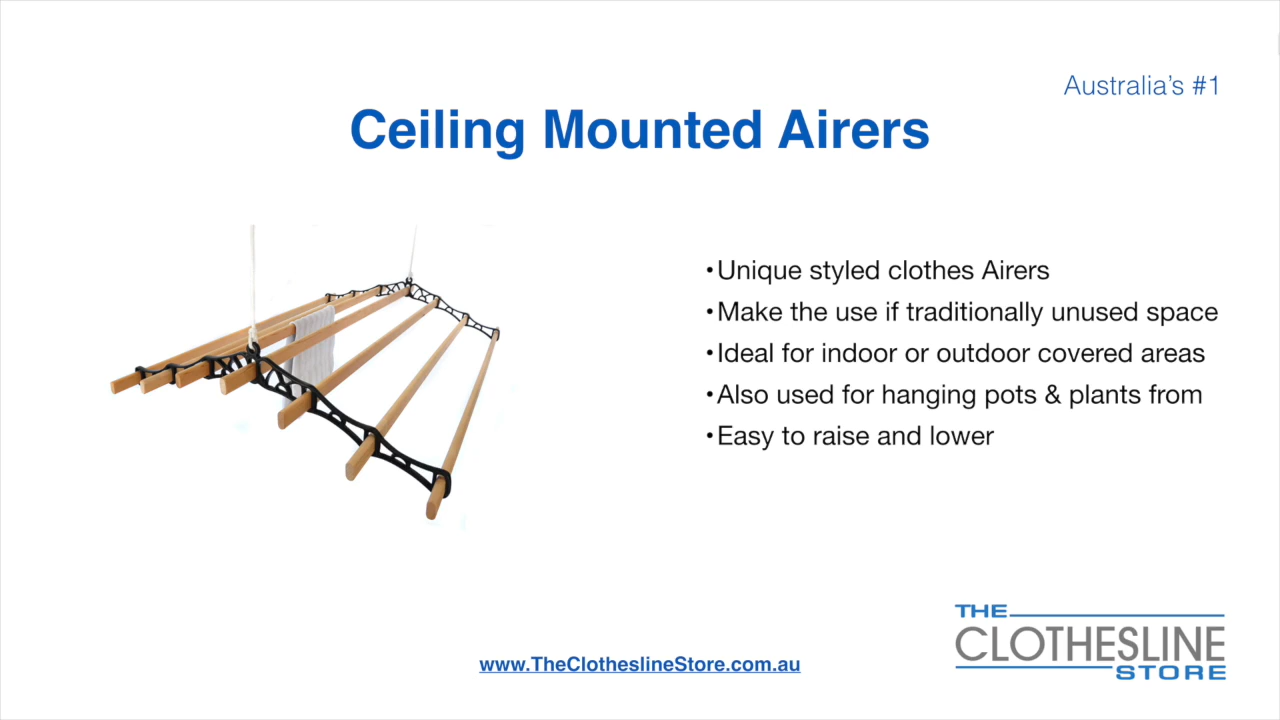 Australia's #1
Ceiling Mounted Airers
•Unique styled clothes Airers
•Make the use if traditionally unused space
•Ideal for indoor or outdoor covered areas
•Also used for hanging pots & plants from
•Easy to raise and lower
www.TheClotheslineStore.com.au
THE
CLOTHESLINE
STORE